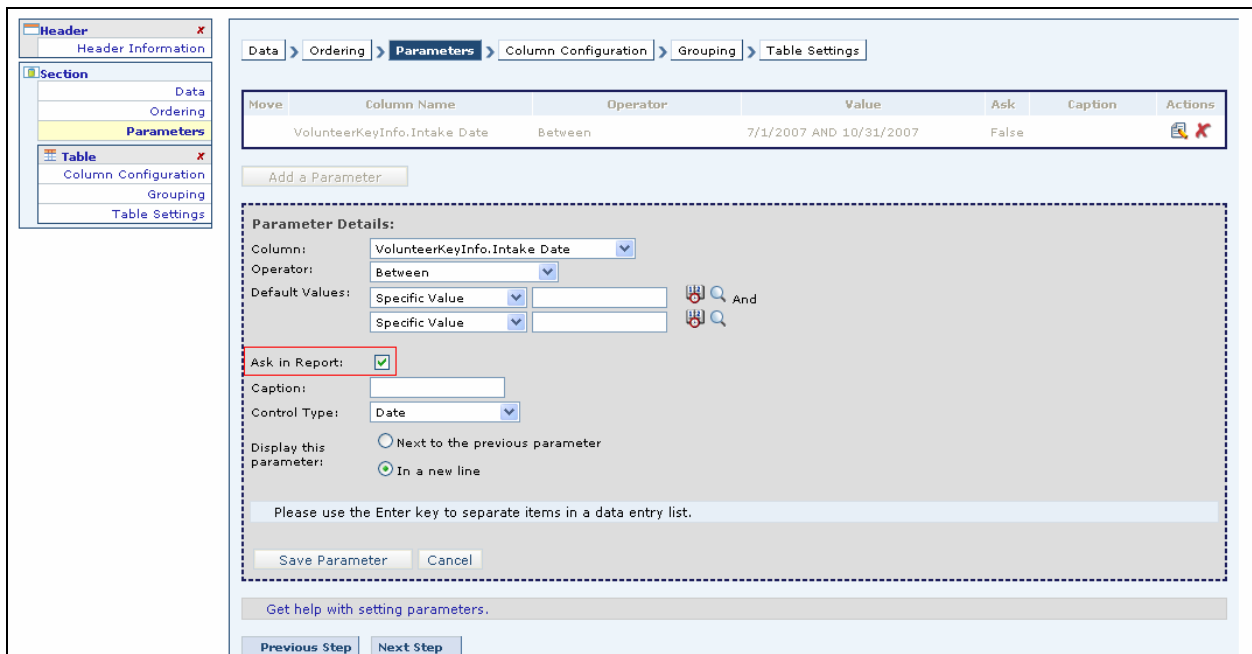 Header x
Header Information
Section
Data
Ordering
Parameters
Table x
Column Configuration
Grouping
Table Settings
Data Ordering Parameters Column Configuration Grouping Table Settings
Move Column Name Operator Value Ask Caption Actions
VolunteerKeyInfo.Intake Date Between 7/1/2007 AND 10/31/2007 False
Add a Parameter
Parameter Details:
Column: VolunteerKeyInfo.Intake Date
Operator: Between
Default Values: Specific Value And
Specific Value
Ask in Report:
Caption:
Control Type: Date
Display this parameter:
Next to the previous parameter
In a new line
Please use the Enter key to separate items in a data entry list.
Save Parameter Cancel
Get help with setting parameters.
Previous Step Next Step